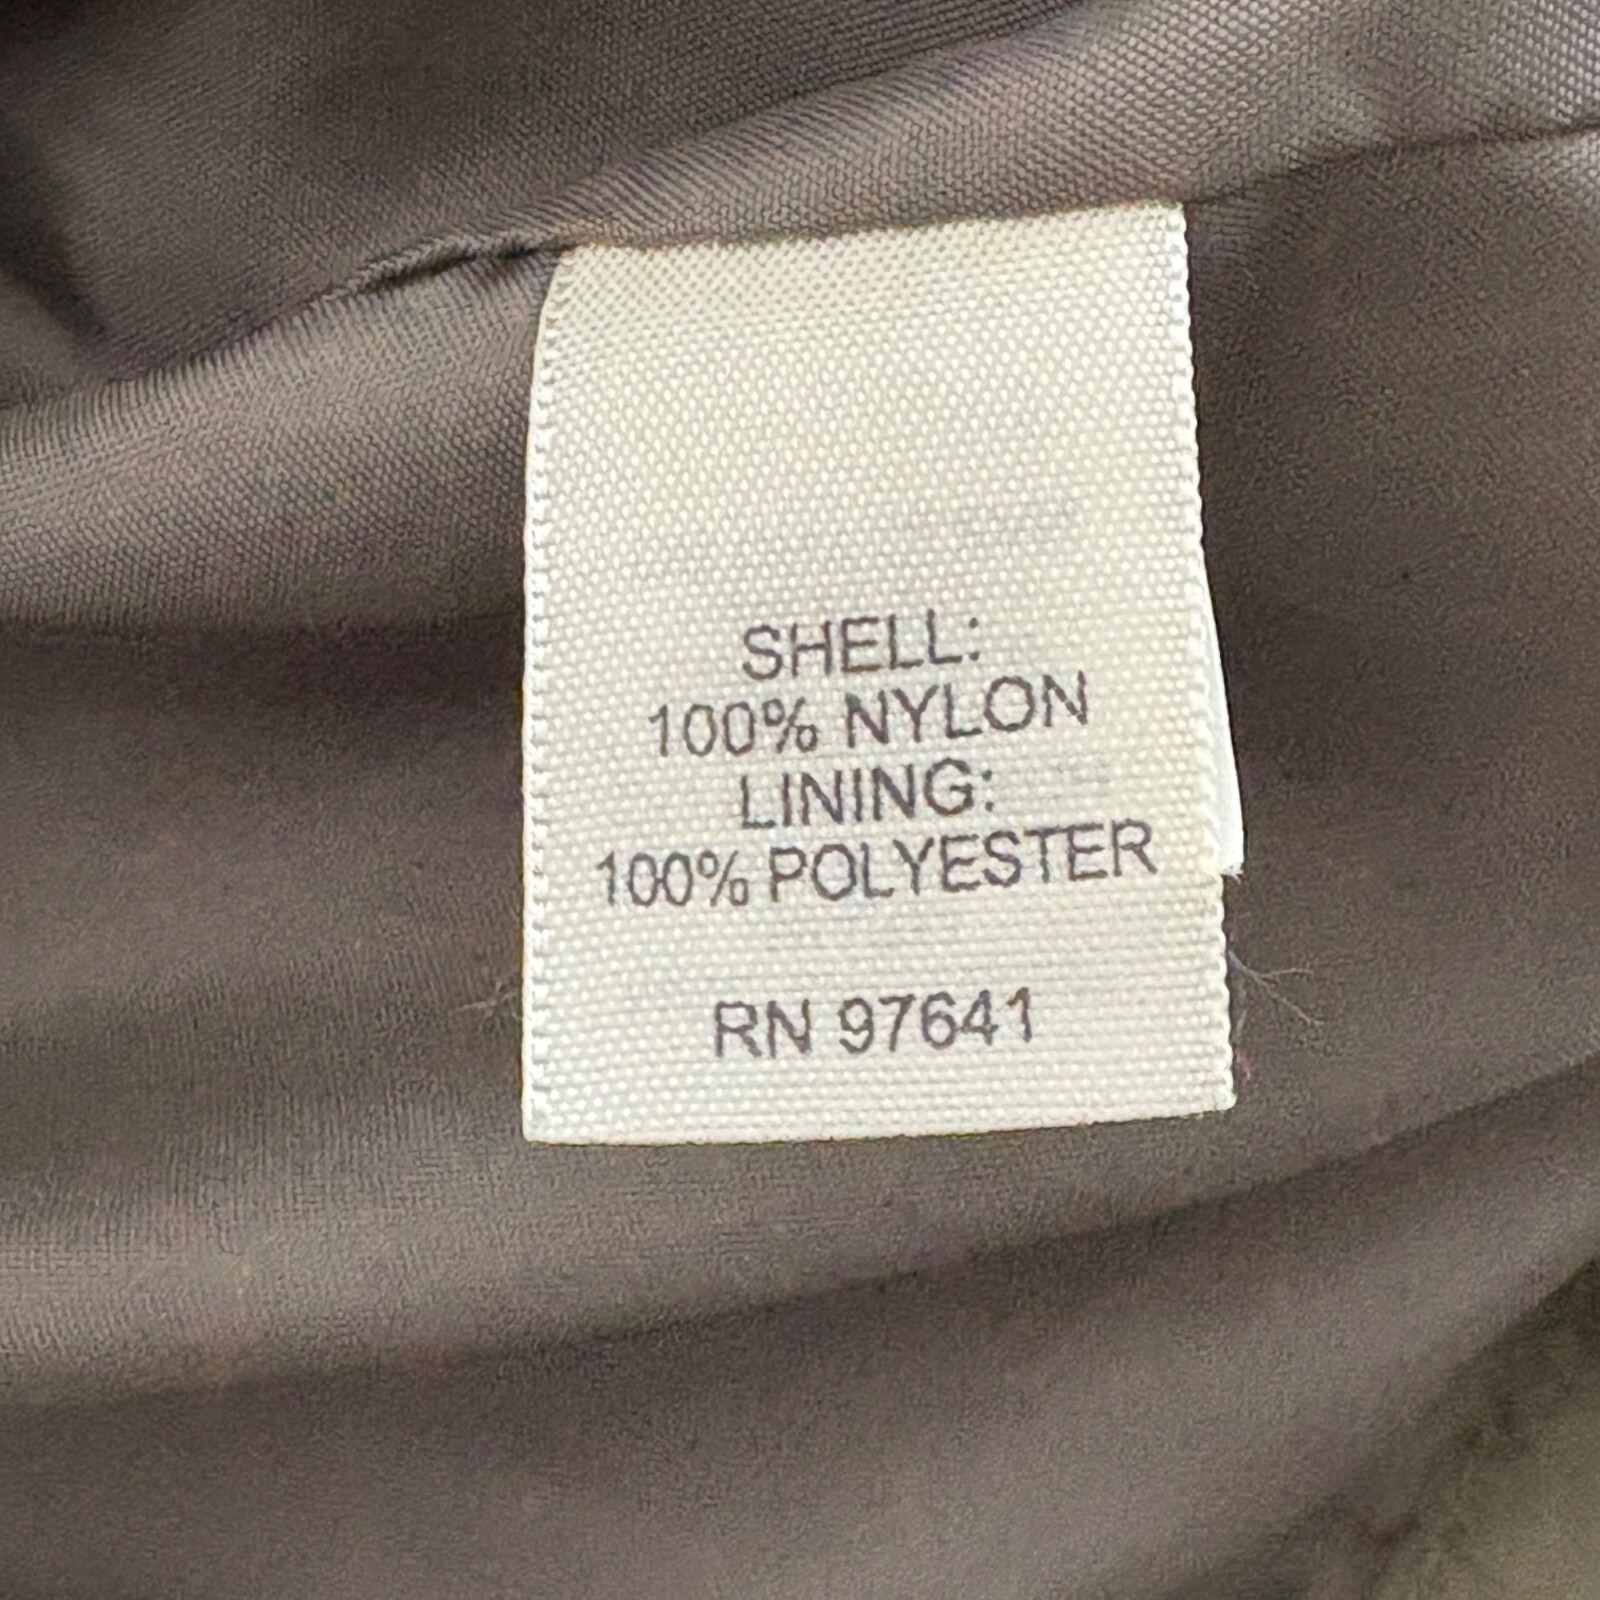 SHELL:
100% NYLON
LINING:
100% POLYESTER
RN 97641